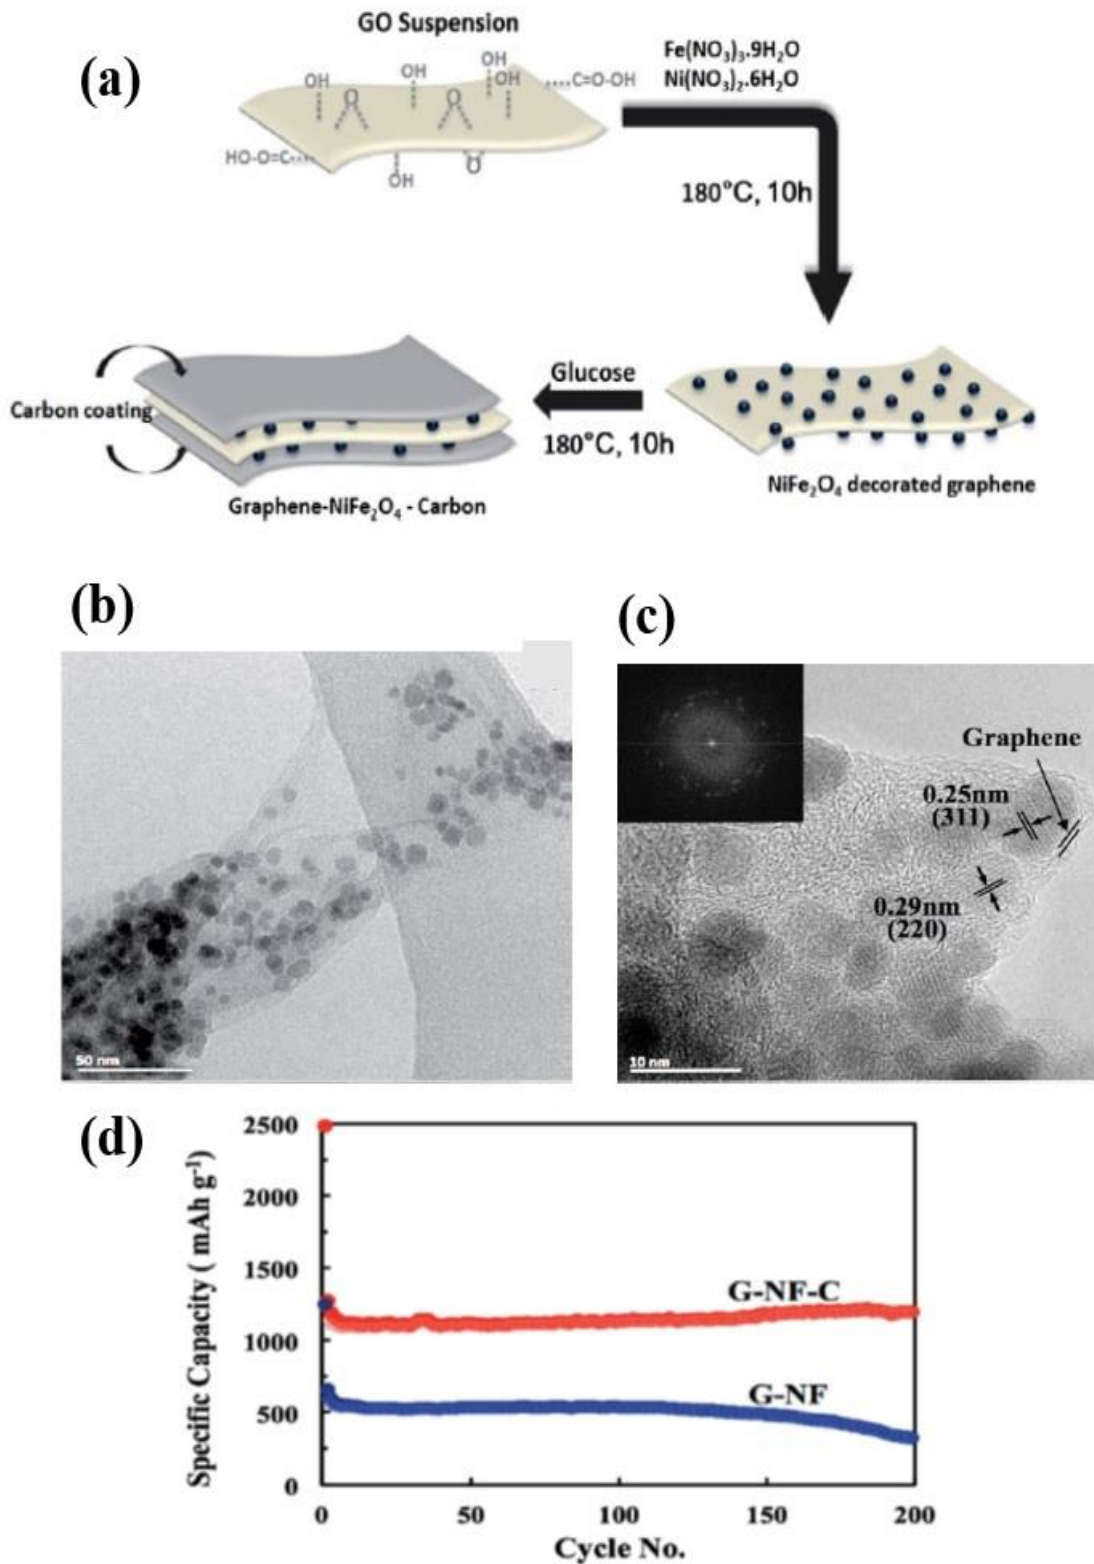 (a)
GO Suspension
OH
O
OH
O
OH
OH
C=O-OH
HO-O=C
OH
O
Fe(NO₃)₃.9H₂O
Ni(NO₃)₂.6H₂O
180°C, 10h
Carbon coating
Graphene-NiFe₂O₄ - Carbon
Glucose
180°C, 10h
NiFe₂O₄ decorated graphene
(b)
50 nm
(c)
Graphene
0.25nm
(311)
0.29nm
(220)
10 nm
(d)
Specific Capacity ( mAh g⁻¹)
2500
2000
1500
1000
500
0
G-NF-C
G-NF
0 50 100 150 200
Cycle No.